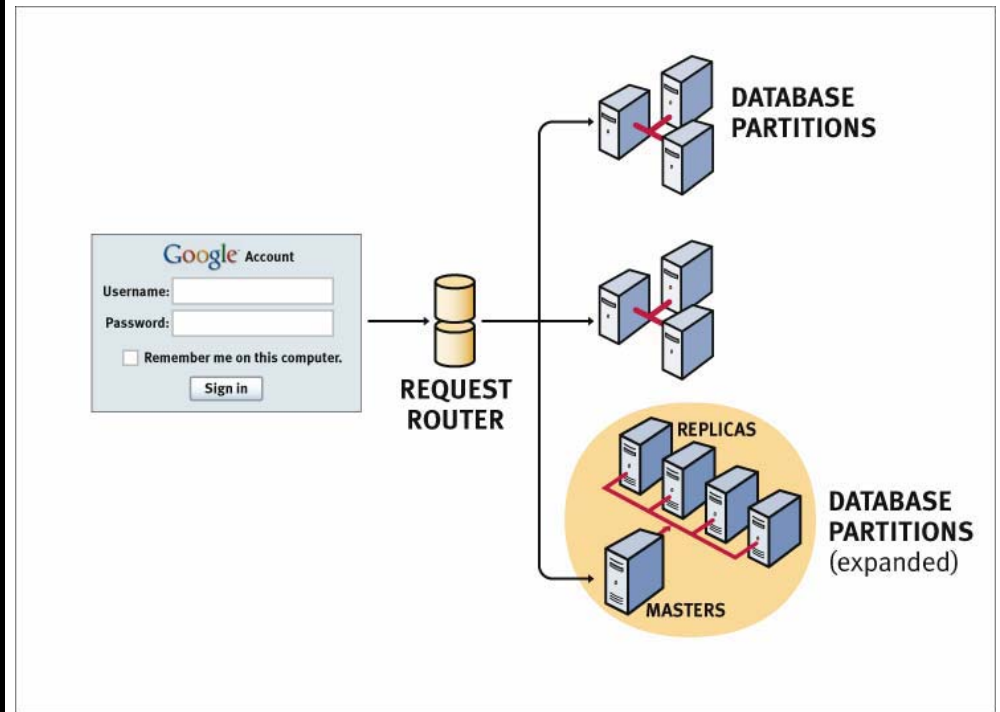 DATABASE
PARTITIONS
Google Account
Username:
Password:
Remember me on this computer.
Sign in
REQUEST
ROUTER
REPLICAS
MASTERS
DATABASE
PARTITIONS
(expanded)